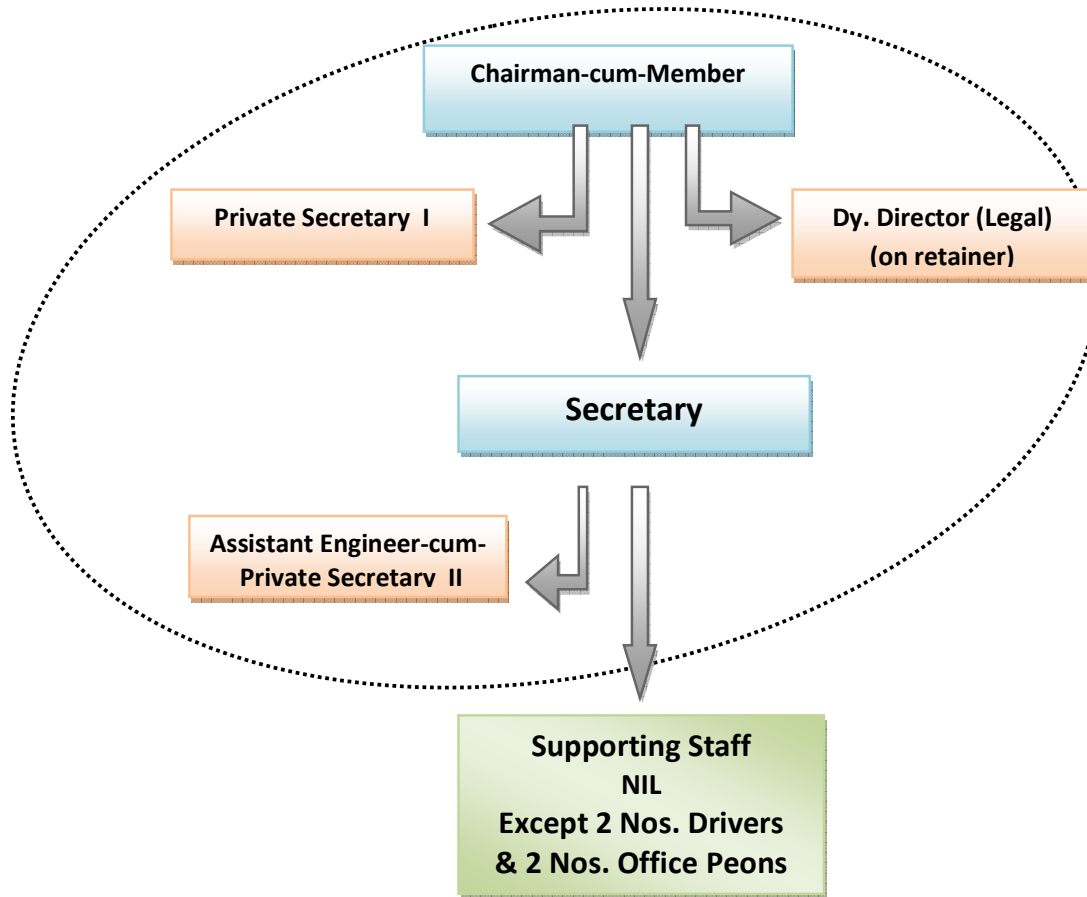 Chairman-cum-Member
Private Secretary I
Dy. Director (Legal)
(on retainer)
Secretary
Assistant Engineer-cum-
Private Secretary II
Supporting Staff
NIL
Except 2 Nos. Drivers
& 2 Nos. Office Peons